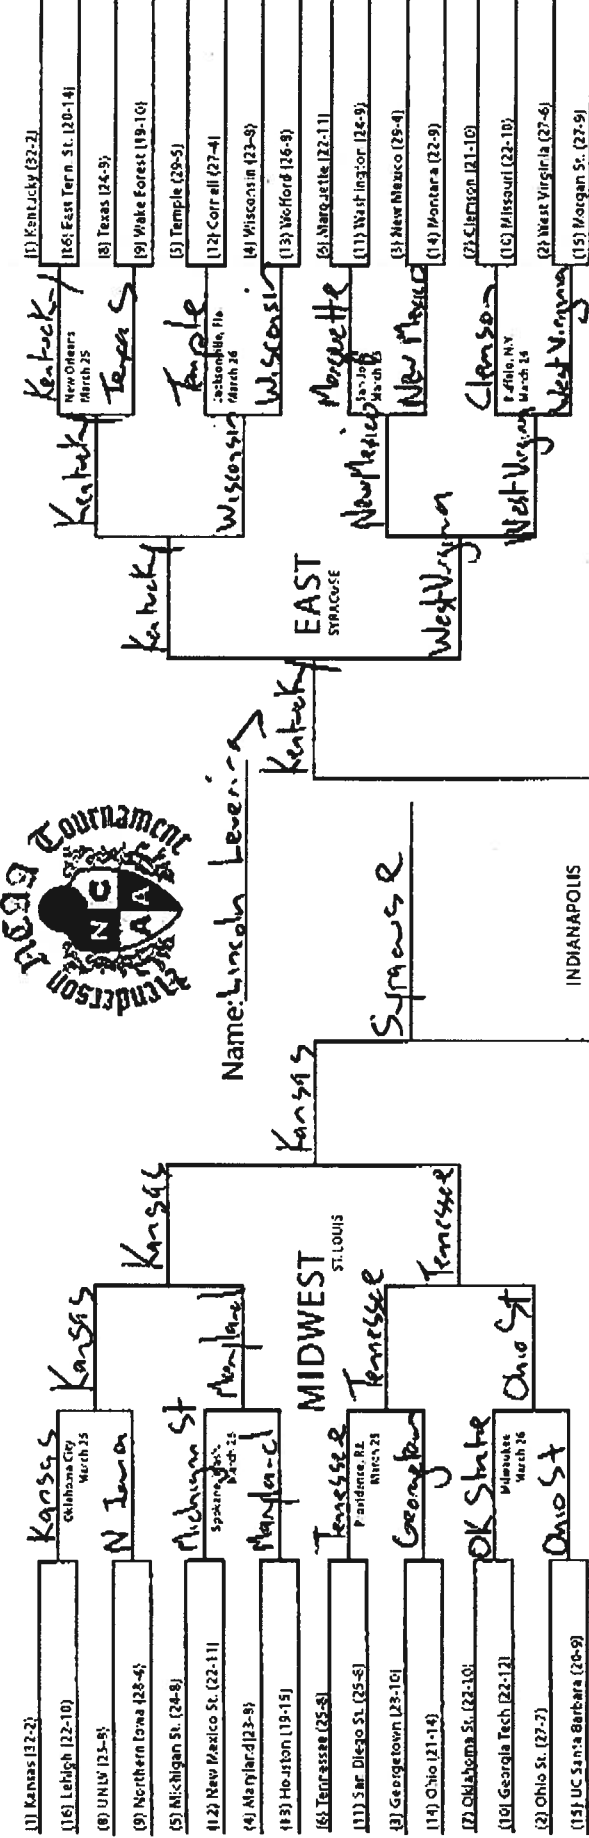 Henderson NCAA Tournament
N C A A
Name: Lincoln Levering
(1) Kansas (32-2)
(16) Lehigh (22-10)
(8) UNLV (25-8)
(9) Northern Iowa (28-4)
(5) Michigan St. (24-8)
(12) New Mexico St. (22-11)
(4) Maryland (23-8)
(13) Houston (19-15)
(6) Tennessee (25-8)
(11) San Diego St. (25-8)
(3) Georgetown (23-10)
(14) Ohio (21-14)
(7) Oklahoma St. (22-10)
(10) Georgia Tech (22-12)
(2) Ohio St. (27-7)
(15) UC Santa Barbara (20-9)
Kansas
Oklahoma City
March 25
N Iowa
Michigan St
Spokane, Wash.
March 25
Maryland
Tennessee
Providence, R.I.
March 25
Georgetown
OK State
Milwaukee
March 26
Ohio St
Kansas
Maryland
Tennessee
Ohio St
Kansas
Tennessee
MIDWEST
ST. LOUIS
Kansas
Syracuse
INDIANAPOLIS
Kentucky
EAST
SYRACUSE
Kentucky
West Virginia
Kentucky
Wisconsin
New Mexico
West Virginia
Kentucky
New Orleans
March 25
Texas
Temple
Jacksonville, Fla.
March 26
Wisconsin
Marquette
San Jose
March 25
New Mexico
Clemson
Buffalo, N.Y.
March 26
West Virginia
(1) Kentucky (32-2)
(16) East Tenn. St. (20-14)
(8) Texas (24-9)
(9) Wake Forest (19-10)
(5) Temple (29-5)
(12) Cornell (27-4)
(4) Wisconsin (23-8)
(13) Wofford (26-8)
(6) Marquette (22-11)
(11) Washington (24-9)
(3) New Mexico (29-4)
(14) Montana (22-9)
(7) Clemson (21-10)
(10) Missouri (22-10)
(2) West Virginia (27-6)
(15) Morgan St. (27-9)